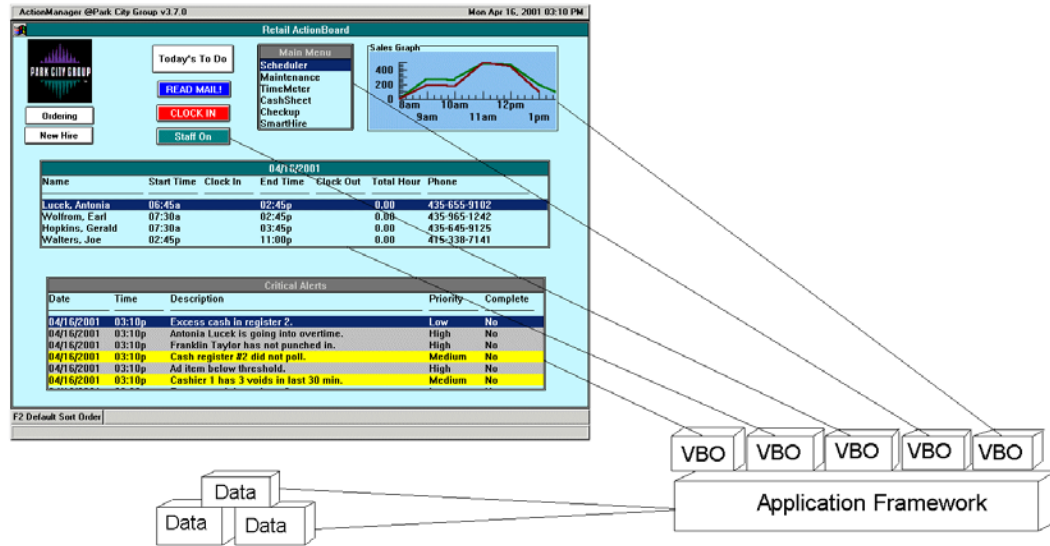 ActionManager @Park City Group v3.7.0 Mon Apr 16, 2001 03:10 PM
Retail ActionBoard
PARK CITY GROUP
Ordering
New Hire
Today's To Do
READ MAIL!
CLOCK IN
Staff On
Main Menu
Scheduler
Maintenance
TimeMeter
CashSheet
Checkup
SmartHire
Sales Graph
400
200
0
8am 10am 12pm
9am 11am 1pm
04/16/2001
Name Start Time Clock In End Time Clock Out Total Hour Phone
Lucek, Antonia 06:45a 02:45p 0.00 435-655-9102
Wolfrom, Earl 07:30a 02:45p 0.00 435-965-1242
Hopkins, Gerald 07:30a 03:45p 0.00 435-645-9125
Walters, Joe 02:45p 11:00p 0.00 415-338-7141
Critical Alerts
Date Time Description Priority Complete
04/16/2001 03:10p Excess cash in register 2. Low No
04/16/2001 03:10p Antonia Lucek is going into overtime. High No
04/16/2001 03:10p Franklin Taylor has not punched in. High No
04/16/2001 03:10p Cash register #2 did not poll. Medium No
04/16/2001 03:10p Ad item below threshold. High No
04/16/2001 03:10p Cashier 1 has 3 voids in last 30 min. Medium No
F2 Default Sort Order
VBO VBO VBO VBO VBO
Application Framework
Data
Data Data